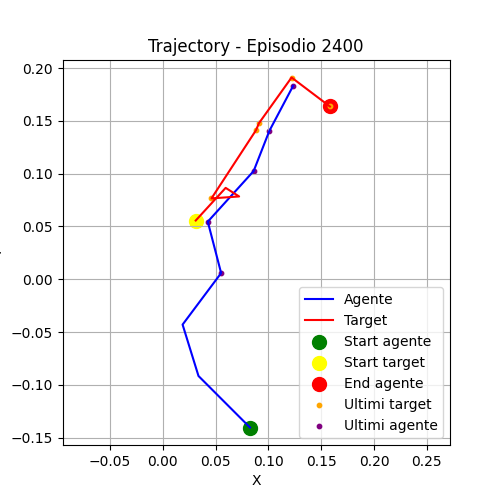 Trajectory - Episodio 2400
0.20
0.15
0.10
0.05
0.00
−0.05
−0.10
−0.15
−0.05 0.00 0.05 0.10 0.15 0.20 0.25
X
Agente
Target
Start agente
Start target
End agente
Ultimi target
Ultimi agente